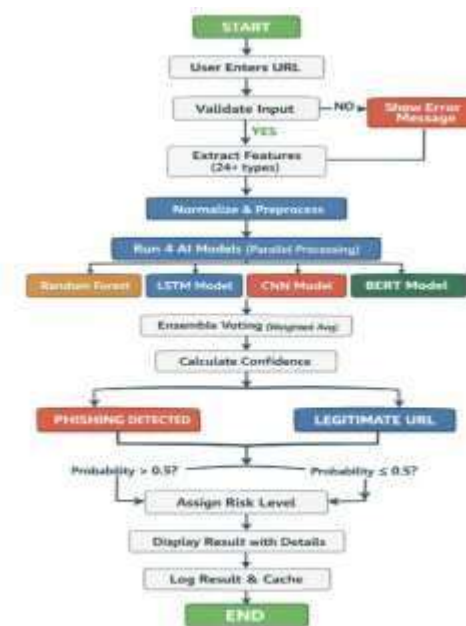 START
User Enters URL
Validate Input
NO
Show Error
Message
YES
Extract Features
(24+ types)
Normalize & Preprocess
Run 4 AI Models (Parallel Processing)
Random Forest
LSTM Model
CNN Model
BERT Model
Ensemble Voting (Weighted Avg)
Calculate Confidence
PHISHING DETECTED
LEGITIMATE URL
Probability > 0.5?
Probability ≤ 0.5?
Assign Risk Level
Display Result with Details
Log Result & Cache
END